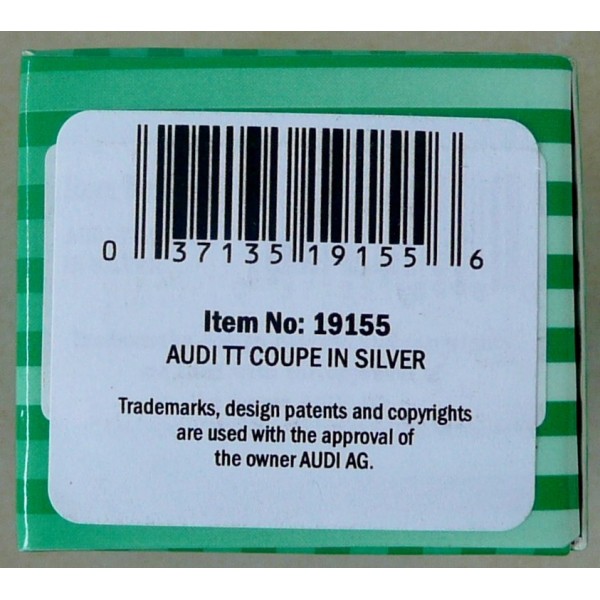 0 37135 19155 6
Item No: 19155
AUDI TT COUPE IN SILVER
Trademarks, design patents and copyrights
are used with the approval of
the owner AUDI AG.